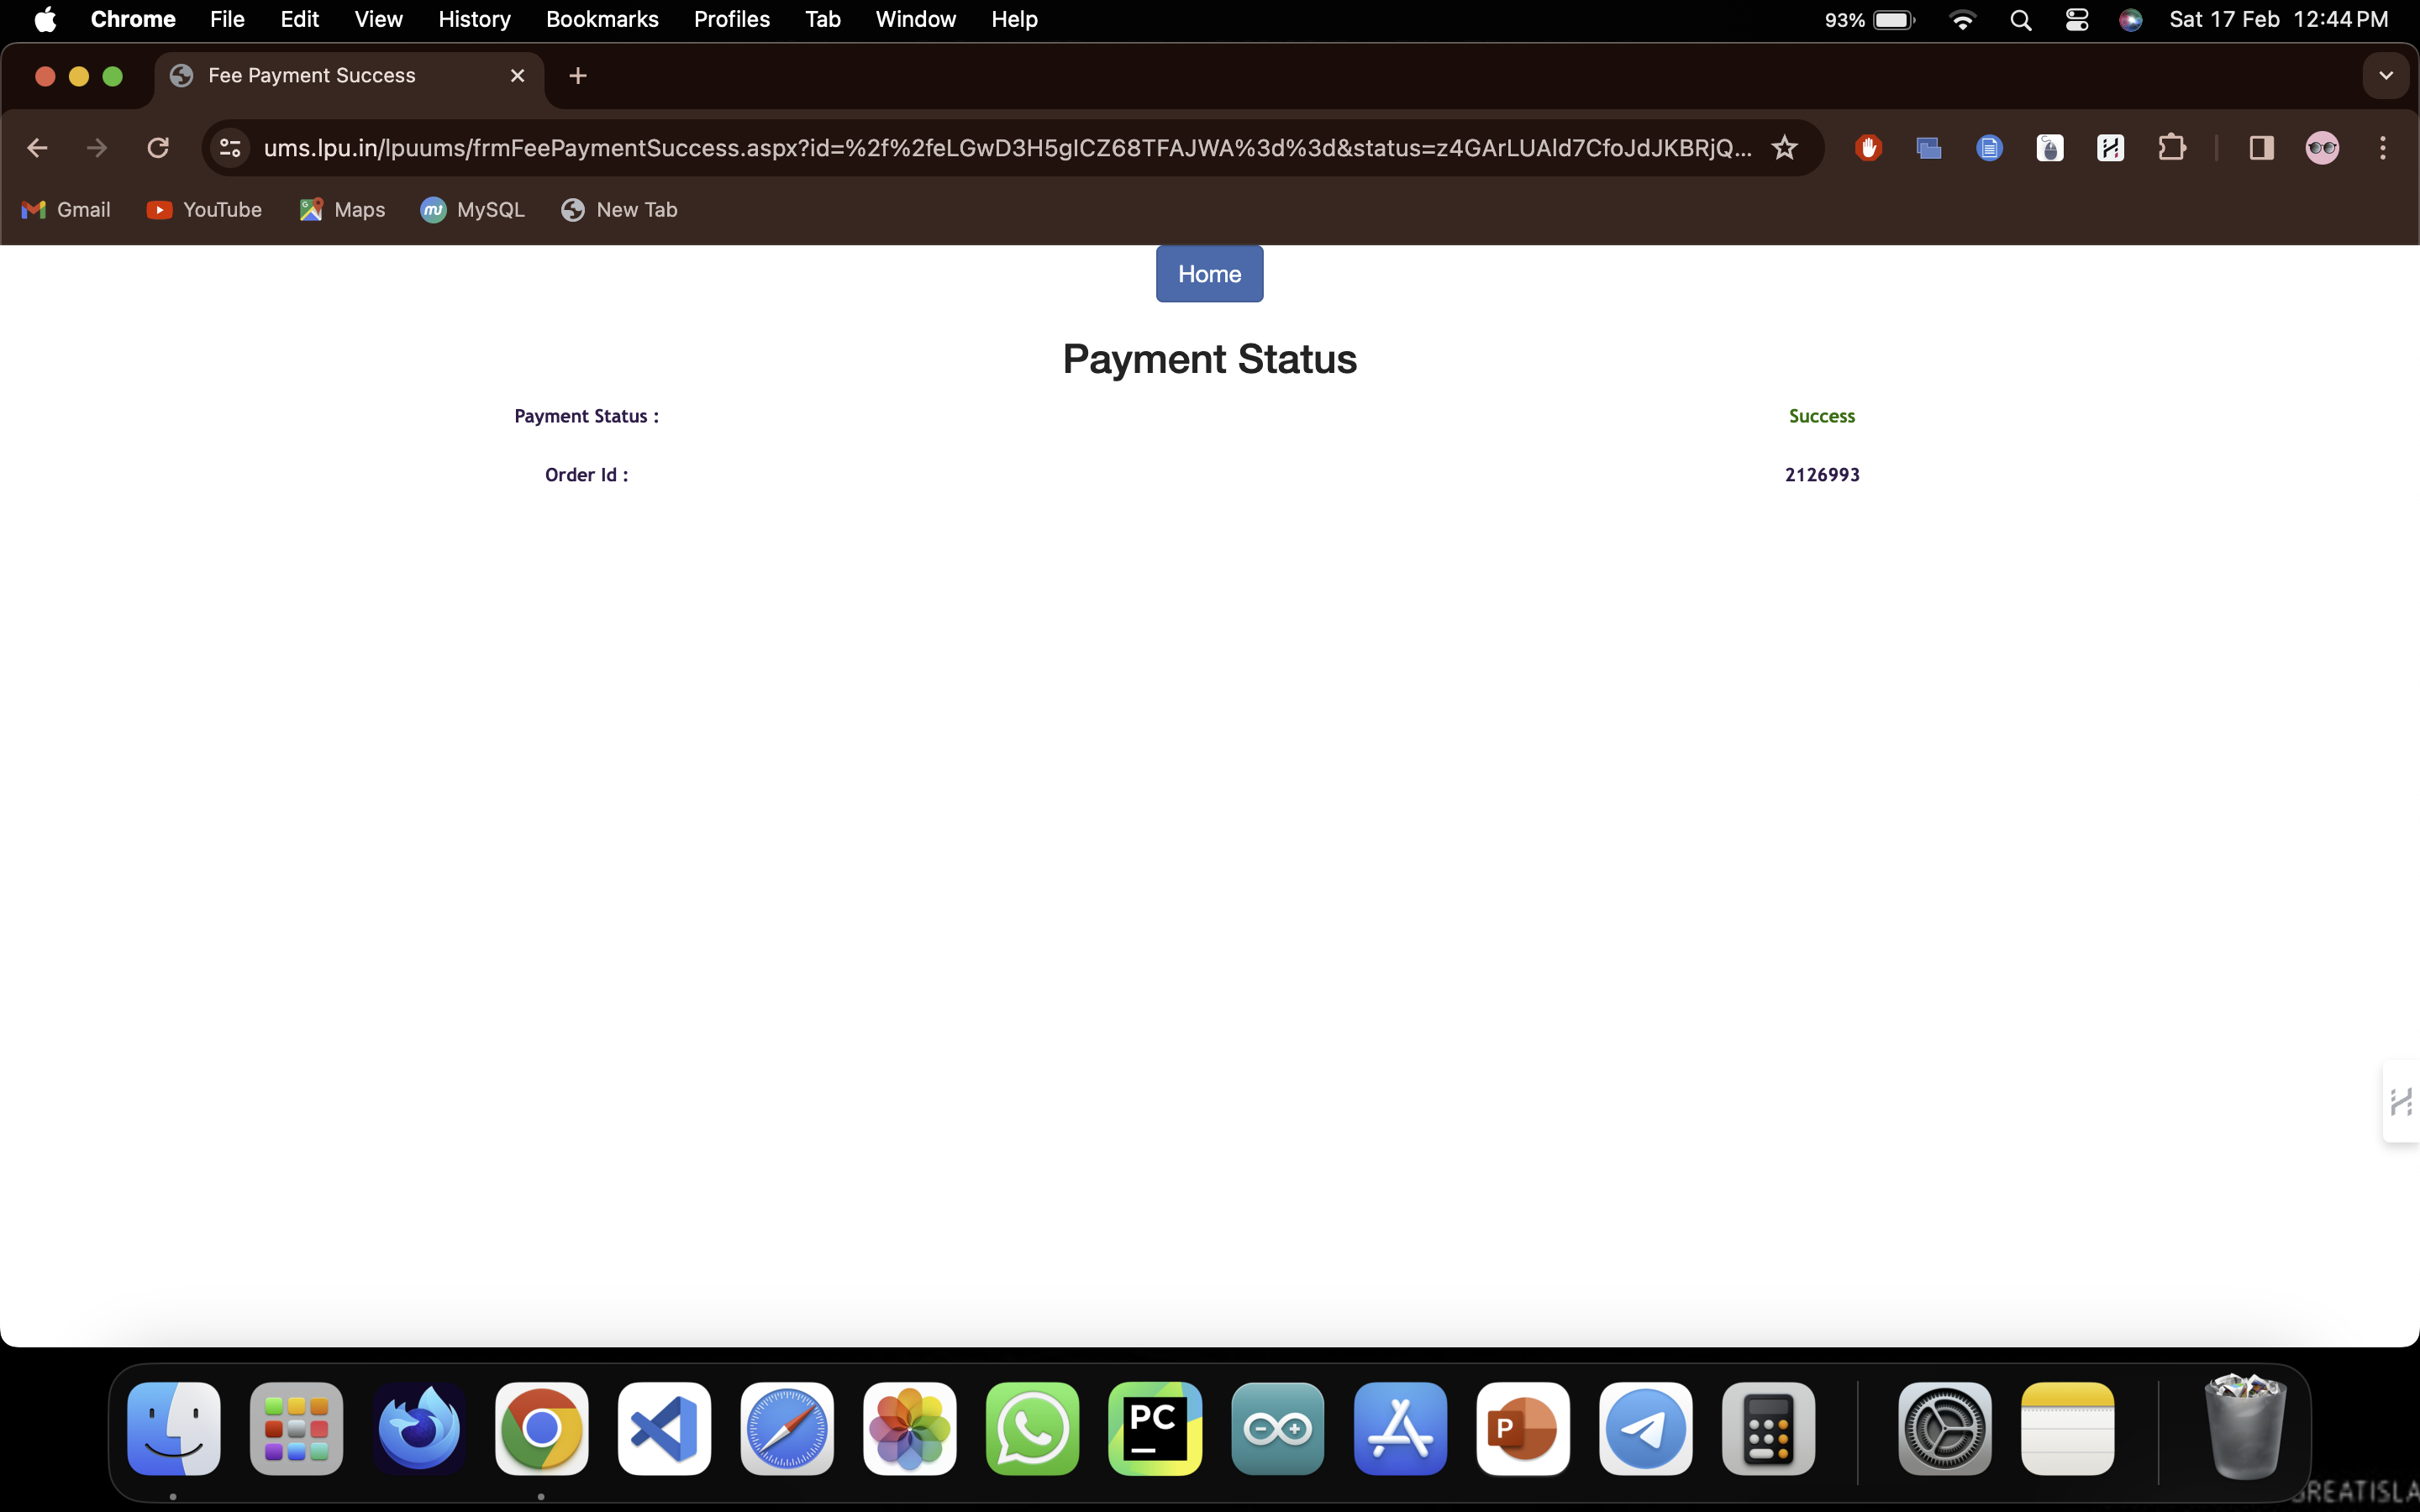 Chrome File Edit View History Bookmarks Profiles Tab Window Help 93% Sat 17 Feb 12:44 PM
Fee Payment Success
ums.lpu.in/lpuums/frmFeePaymentSuccess.aspx?id=%2f%2feLGwD3H5gICZ68TFAJWA%3d%3d&status=z4GArLUAld7CfoJdJKBRjQ...
Gmail YouTube Maps MySQL New Tab
Home
Payment Status
Payment Status : Success
Order Id : 2126993
PC
P